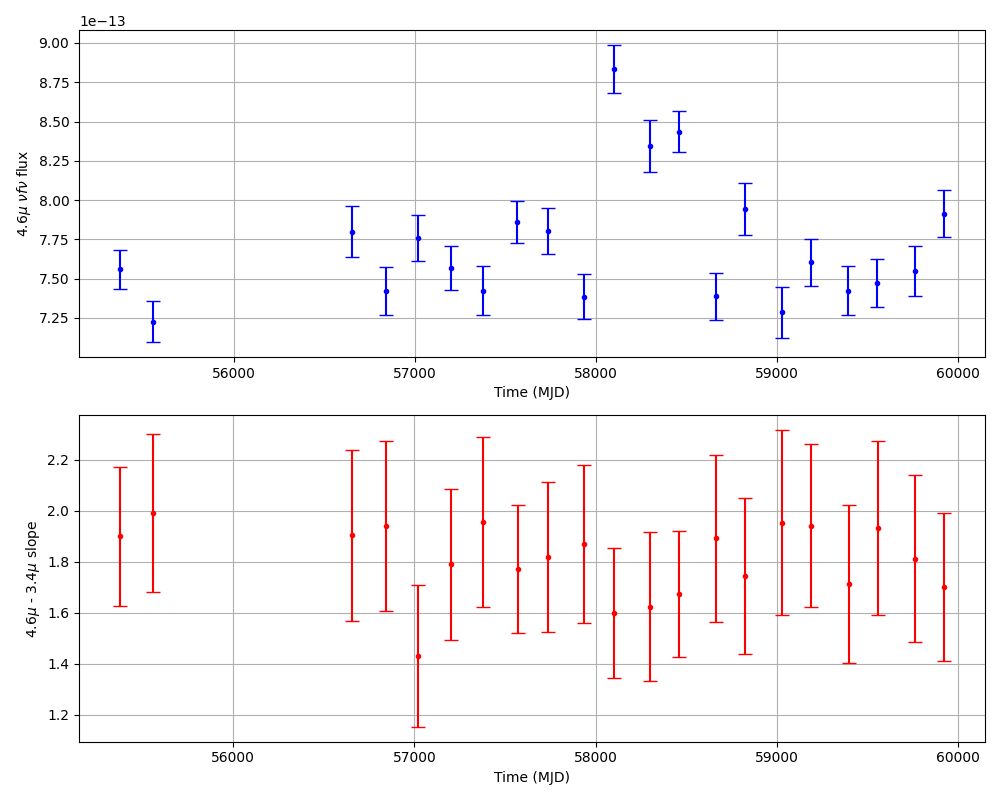 1e−13
9.00
8.75
8.50
8.25
8.00
7.75
7.50
7.25
4.6μ νfν flux
56000 57000 58000 59000 60000
Time (MJD)
2.2
2.0
1.8
1.6
1.4
1.2
4.6μ - 3.4μ slope
56000 57000 58000 59000 60000
Time (MJD)